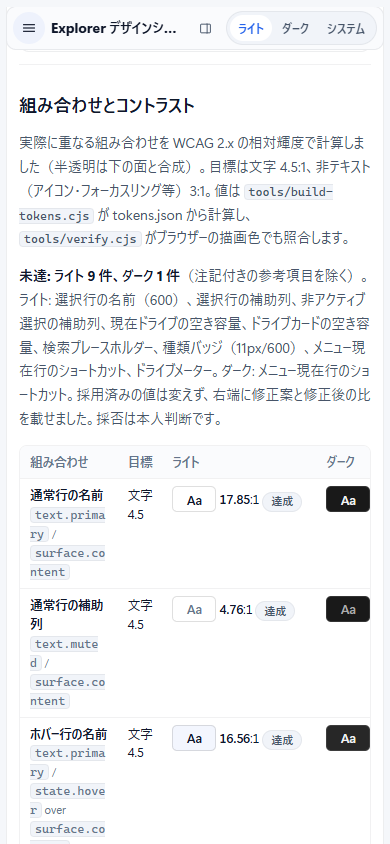 Explorer デザインシ...
ライト ダーク システム
組み合わせとコントラスト
実際に重なる組み合わせを WCAG 2.x の相対輝度で計算しま
した（半透明は下の面と合成）。目標は文字 4.5:1、非テキスト
（アイコン・フォーカスリング等）3:1。値は tools/build-
tokens.cjs が tokens.json から計算し、
tools/verify.cjs がブラウザーの描画色でも照合します。
未達: ライト 9 件、ダーク 1 件（注記付きの参考項目を除く）。
ライト: 選択行の名前（600）、選択行の補助列、非アクティブ
選択の補助列、現在ドライブの空き容量、ドライブカードの空き容
量、検索プレースホルダー、種類バッジ（11px/600）、メニュー現
在行のショートカット、ドライブメーター。ダーク: メニュー現在行のショ
ートカット。採用済みの値は変えず、右端に修正案と修正後の比
を載せました。採否は本人判断です。
組み合わせ 目標 ライト ダーク
通常行の名前 文字 Aa 17.85:1 達成 Aa
text.prima 4.5
ry /
surface.co
ntent
通常行の補助 文字 Aa 4.76:1 達成 Aa
列 4.5
text.mute
d /
surface.co
ntent
ホバー行の名前 文字 Aa 16.56:1 達成 Aa
text.prima 4.5
ry /
state.hove
r over
surface.co